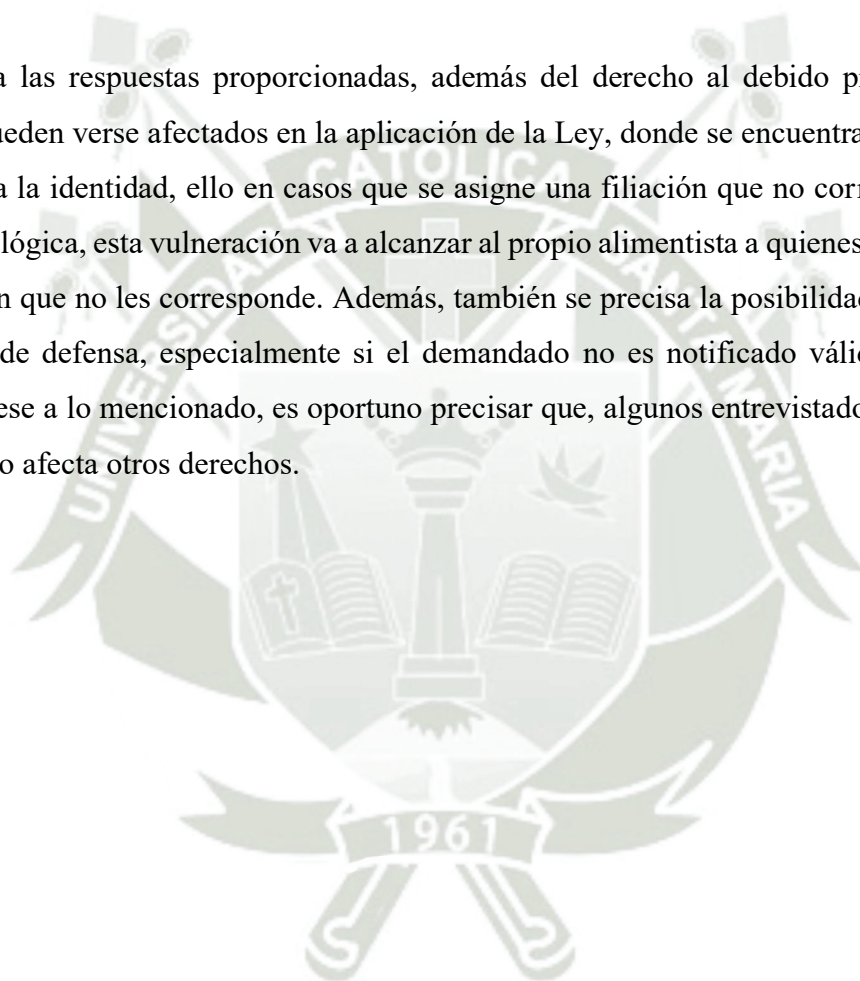 a las respuestas proporcionadas, además del derecho al debido p
ueden verse afectados en la aplicación de la Ley, donde se encuentra
a la identidad, ello en casos que se asigne una filiación que no cor
lógica, esta vulneración va a alcanzar al propio alimentista a quienes
n que no les corresponde. Además, también se precisa la posibilidad
de defensa, especialmente si el demandado no es notificado váli
ese a lo mencionado, es oportuno precisar que, algunos entrevistado
o afecta otros derechos.
UNIVERSIDAD CATÓLICA SANTA MARIA
1961